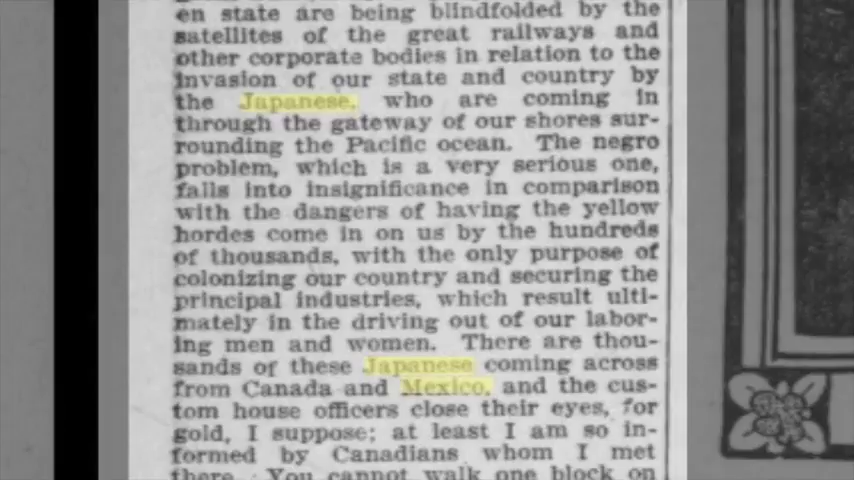 en state are being blindfolded by the
satellites of the great railways and
other corporate bodies in relation to the
invasion of our state and country by
the Japanese, who are coming in
through the gateway of our shores sur-
rounding the Pacific ocean. The negro
problem, which is a very serious one,
falls into insignificance in comparison
with the dangers of having the yellow
hordes come in on us by the hundreds
of thousands, with the only purpose of
colonizing our country and securing the
principal industries, which result ulti-
mately in the driving out of our labor-
ing men and women. There are thou-
sands of these Japanese coming across
from Canada and Mexico, and the cus-
tom house officers close their eyes, for
gold, I suppose; at least I am so in-
formed by Canadians whom I met
there. You cannot walk one block on